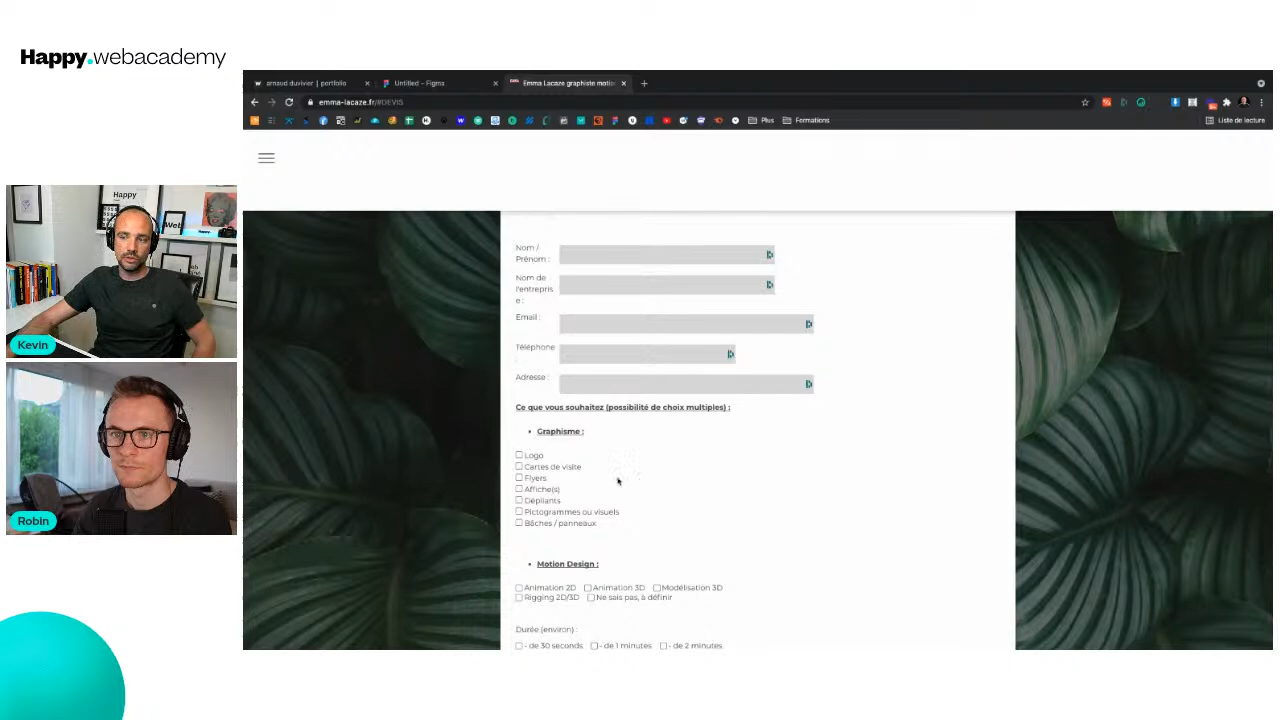 Happy.webacademy
arnaud duvivier | portfolio
Untitled – Figma
Emma Lacaze graphiste motio
emma-lacaze.fr/#DEVIS
Plus
Formations
Liste de lecture
Happy
Web
Kevin
Robin
Nom /
Prénom :
Nom de
l'entrepris
e :
Email :
Téléphone
:
Adresse :
Ce que vous souhaitez (possibilité de choix multiples) :
Graphisme :
Logo
Cartes de visite
Flyers
Affiche(s)
Dépliants
Pictogrammes ou visuels
Bâches / panneaux
Motion Design :
Animation 2D Animation 3D Modélisation 3D
Rigging 2D/3D Ne sais pas, à définir
Durée (environ) :
- de 30 seconds - de 1 minutes - de 2 minutes